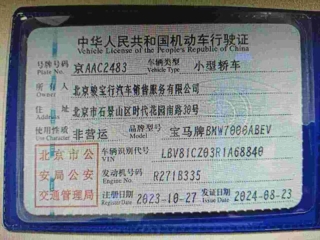 中华人民共和国机动车行驶证
Vehicle License of the People's Republic of China
号牌号码 京AAC2483 车辆类型 小型轿车
Plate No. Vehicle Type
所有人 北京骏宝行汽车销售服务有限公司
Owner
住址 北京市石景山区时代花园南路39号
Address
使用性质 非营运 品牌型号 宝马牌BMW7000ABEV
Use Character Model
北京市公 车辆识别代号 LBV81CZ03R1A68840
VIN
安局公安 发动机号码 R271B335
Engine No.
交通管理局 注册日期 2023-10-27 发证日期 2024-08-23
Register Date Issue Date